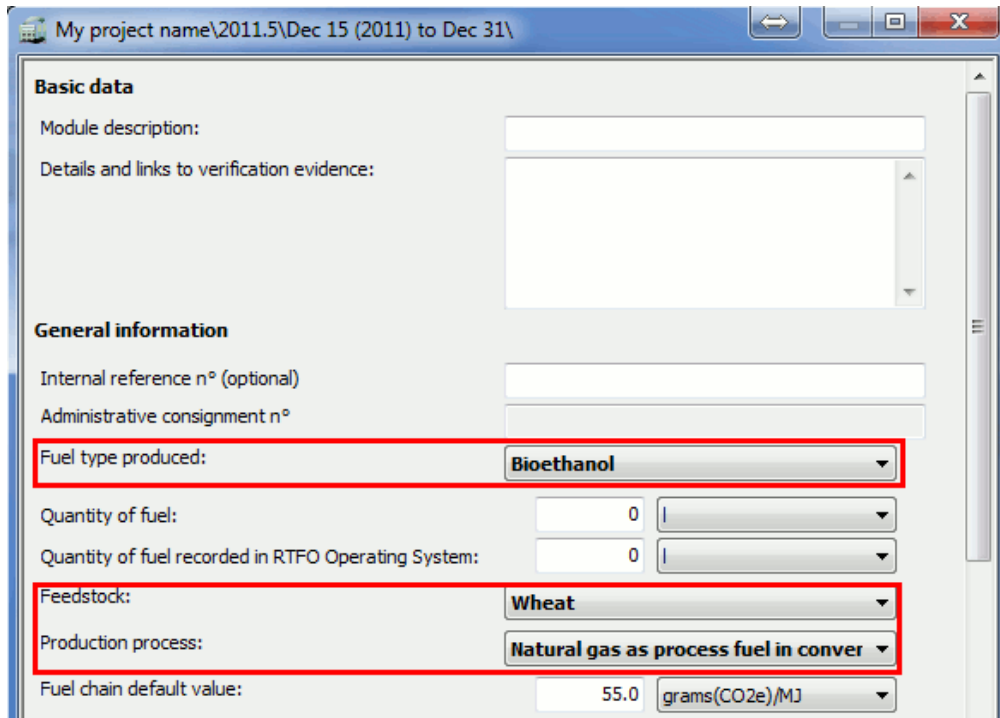 My project name\2011.5\Dec 15 (2011) to Dec 31\
Basic data
Module description:
Details and links to verification evidence:
General information
Internal reference n° (optional)
Administrative consignment n°
Fuel type produced: Bioethanol
Quantity of fuel: 0 l
Quantity of fuel recorded in RTFO Operating System: 0 l
Feedstock: Wheat
Production process: Natural gas as process fuel in conver
Fuel chain default value: 55.0 grams(CO2e)/MJ